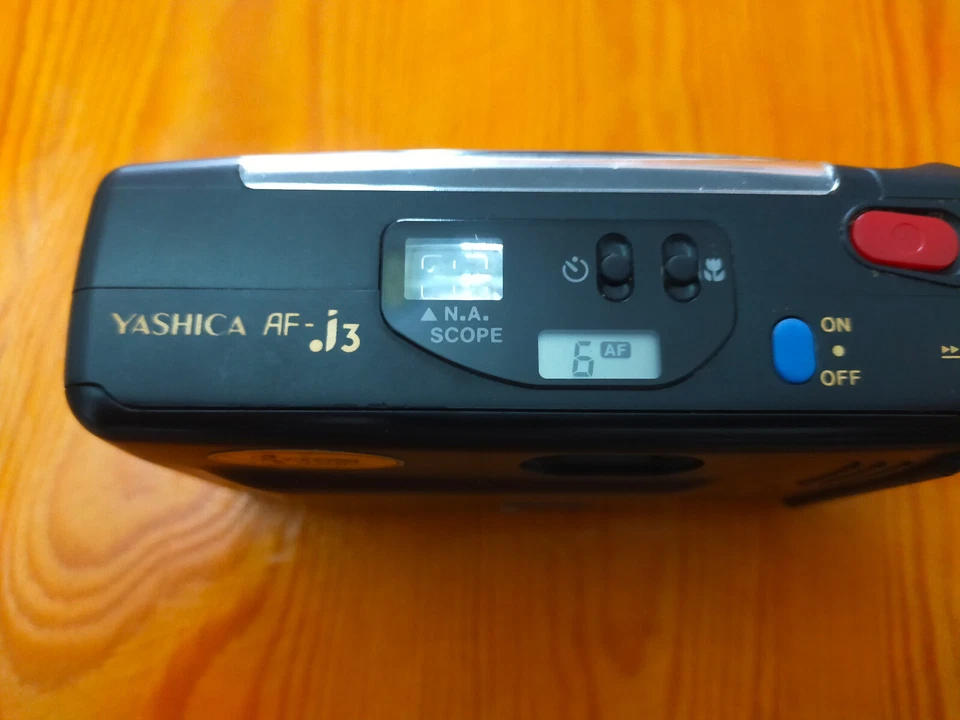 YASHICA AF-j3
▲ N.A.
SCOPE
6 AF
ON
OFF